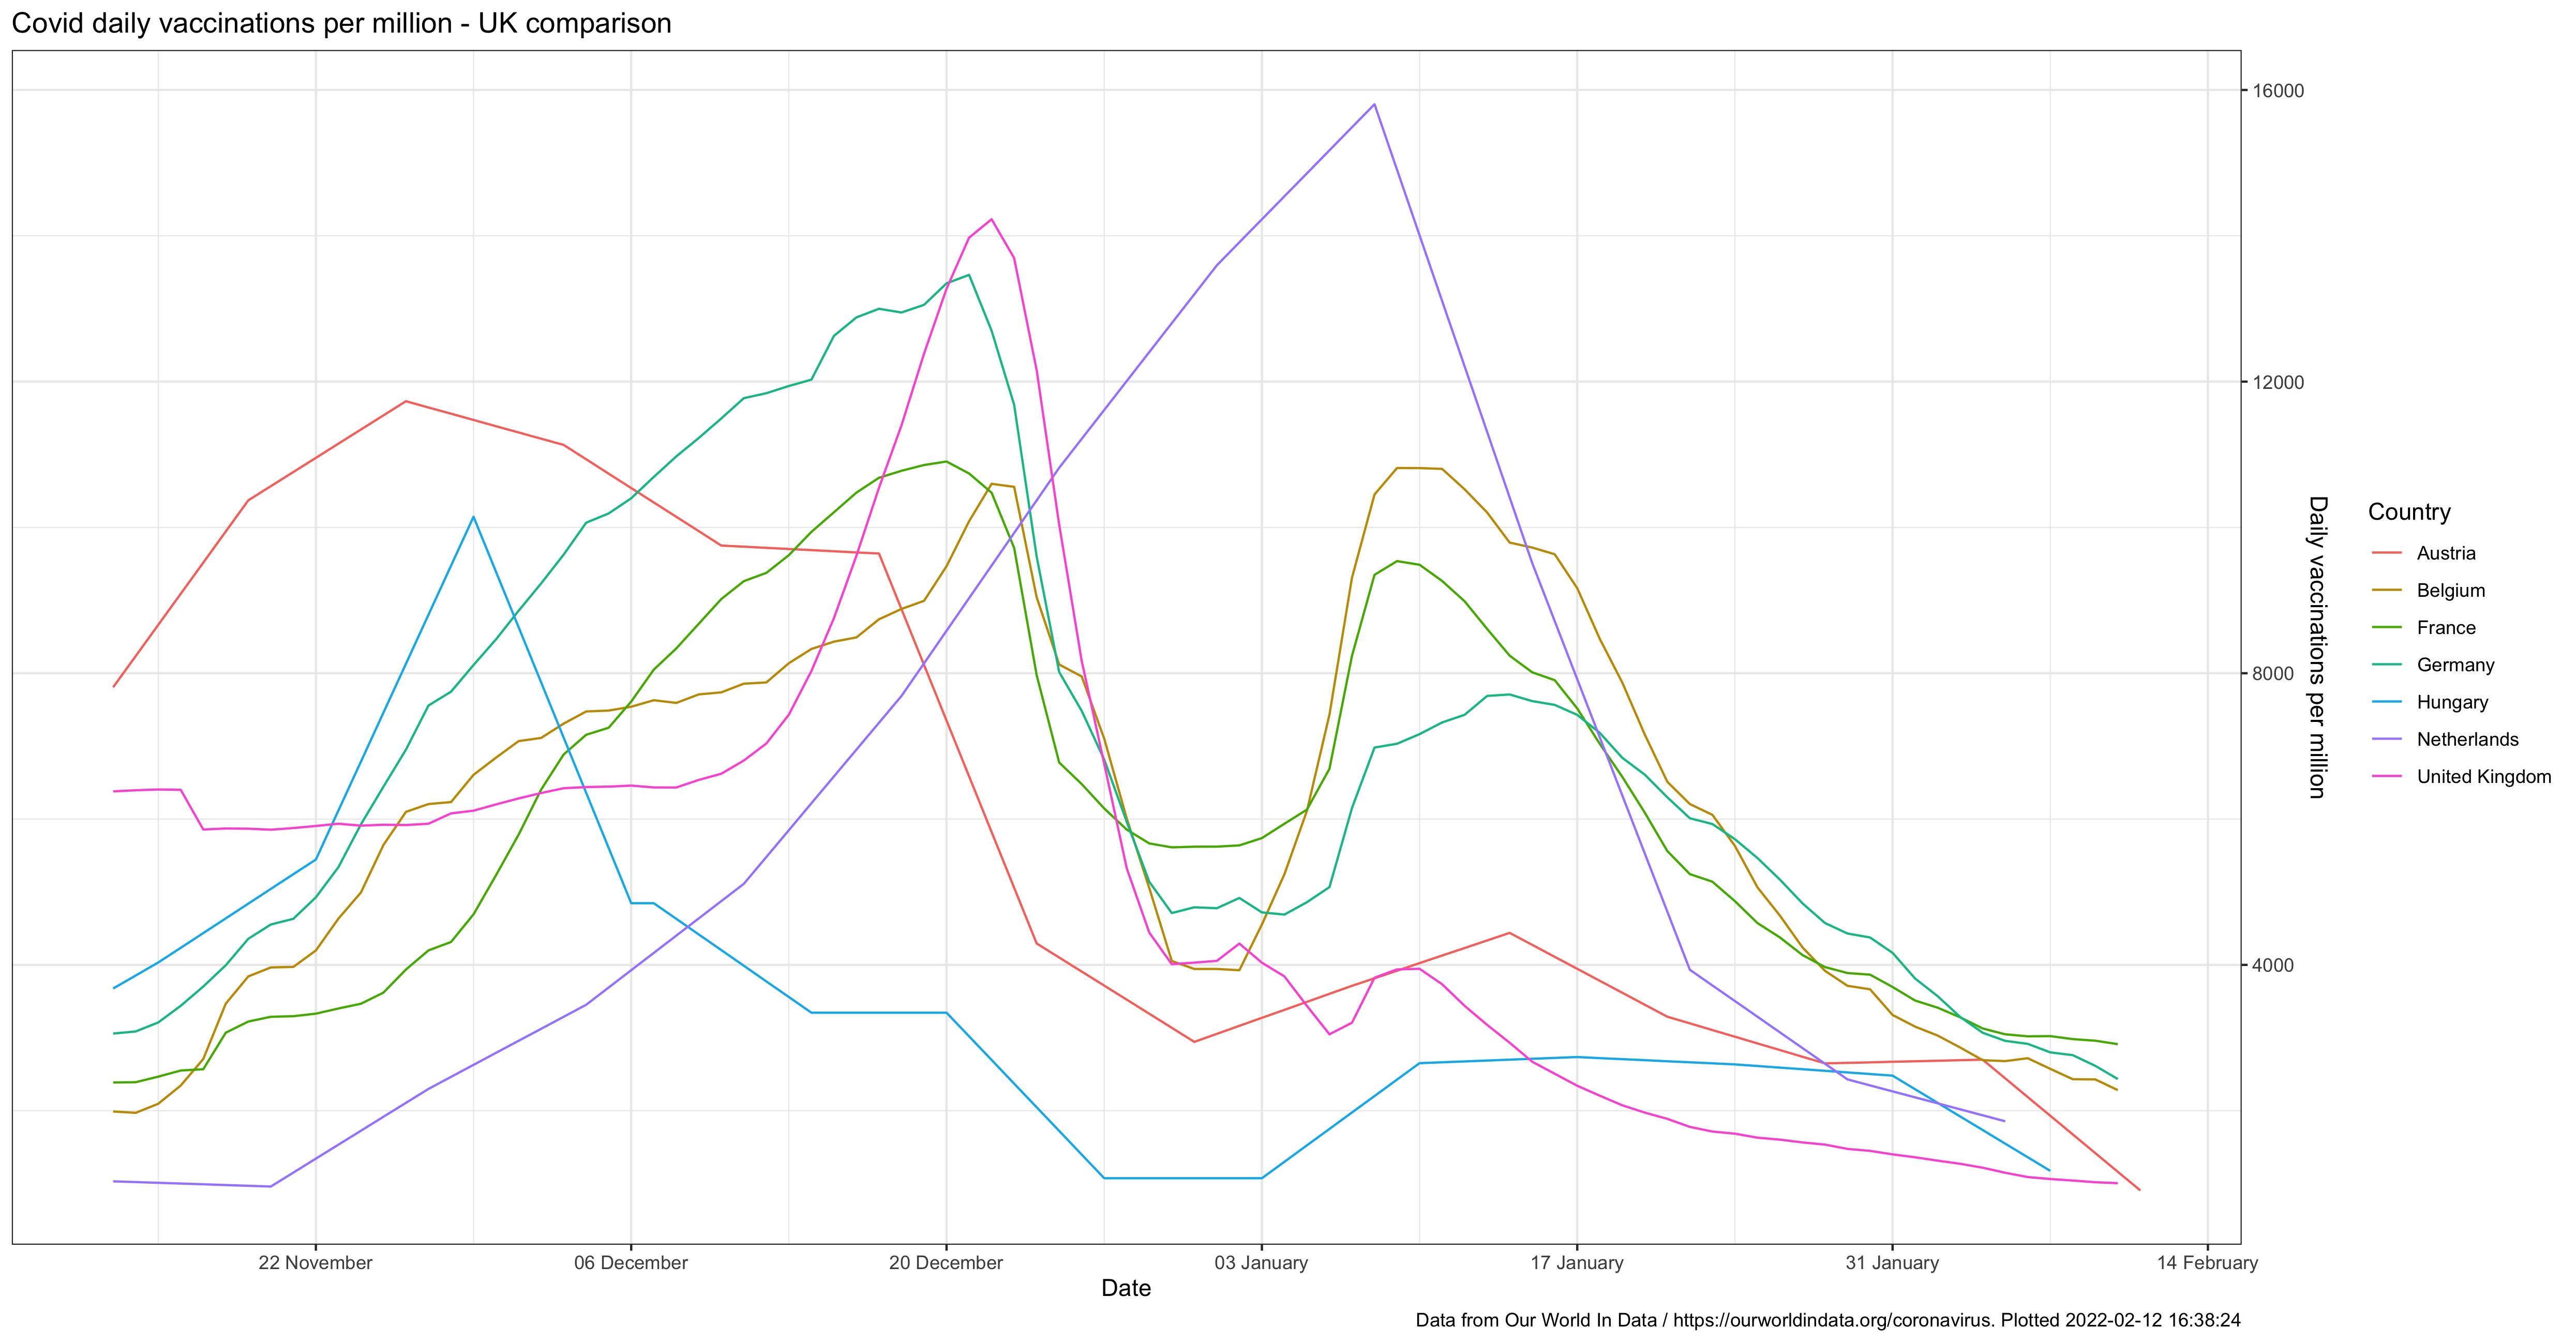 Covid daily vaccinations per million - UK comparison
16000
12000
8000
4000
Daily vaccinations per million
Country
Austria
Belgium
France
Germany
Hungary
Netherlands
United Kingdom
22 November
06 December
20 December
03 January
17 January
31 January
14 February
Date
Data from Our World In Data / https://ourworldindata.org/coronavirus. Plotted 2022-02-12 16:38:24